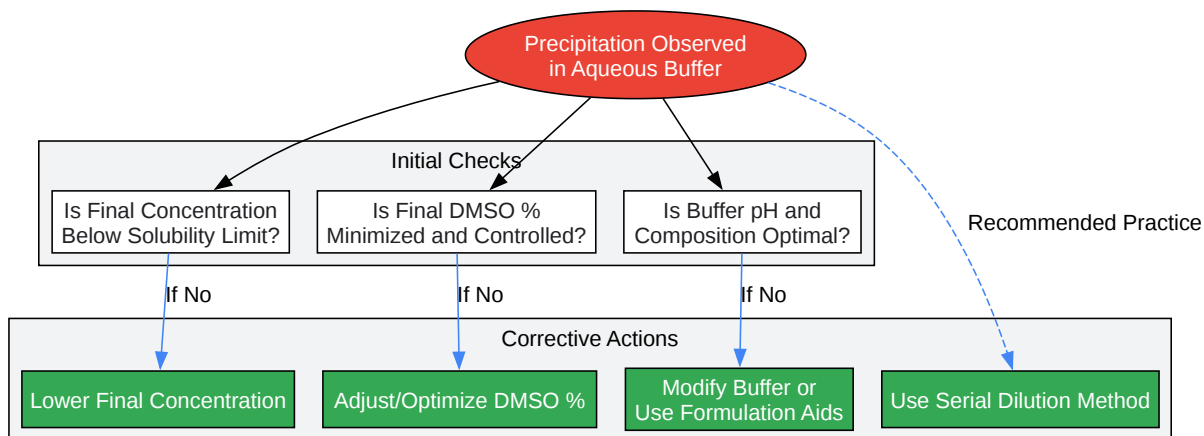 Precipitation Observed
in Aqueous Buffer
Initial Checks
Is Final Concentration
Below Solubility Limit?
Is Final DMSO %
Minimized and Controlled?
Is Buffer pH and
Composition Optimal?
Recommended Practice
If No
If No
If No
Corrective Actions
Lower Final Concentration
Adjust/Optimize DMSO %
Modify Buffer or
Use Formulation Aids
Use Serial Dilution Method